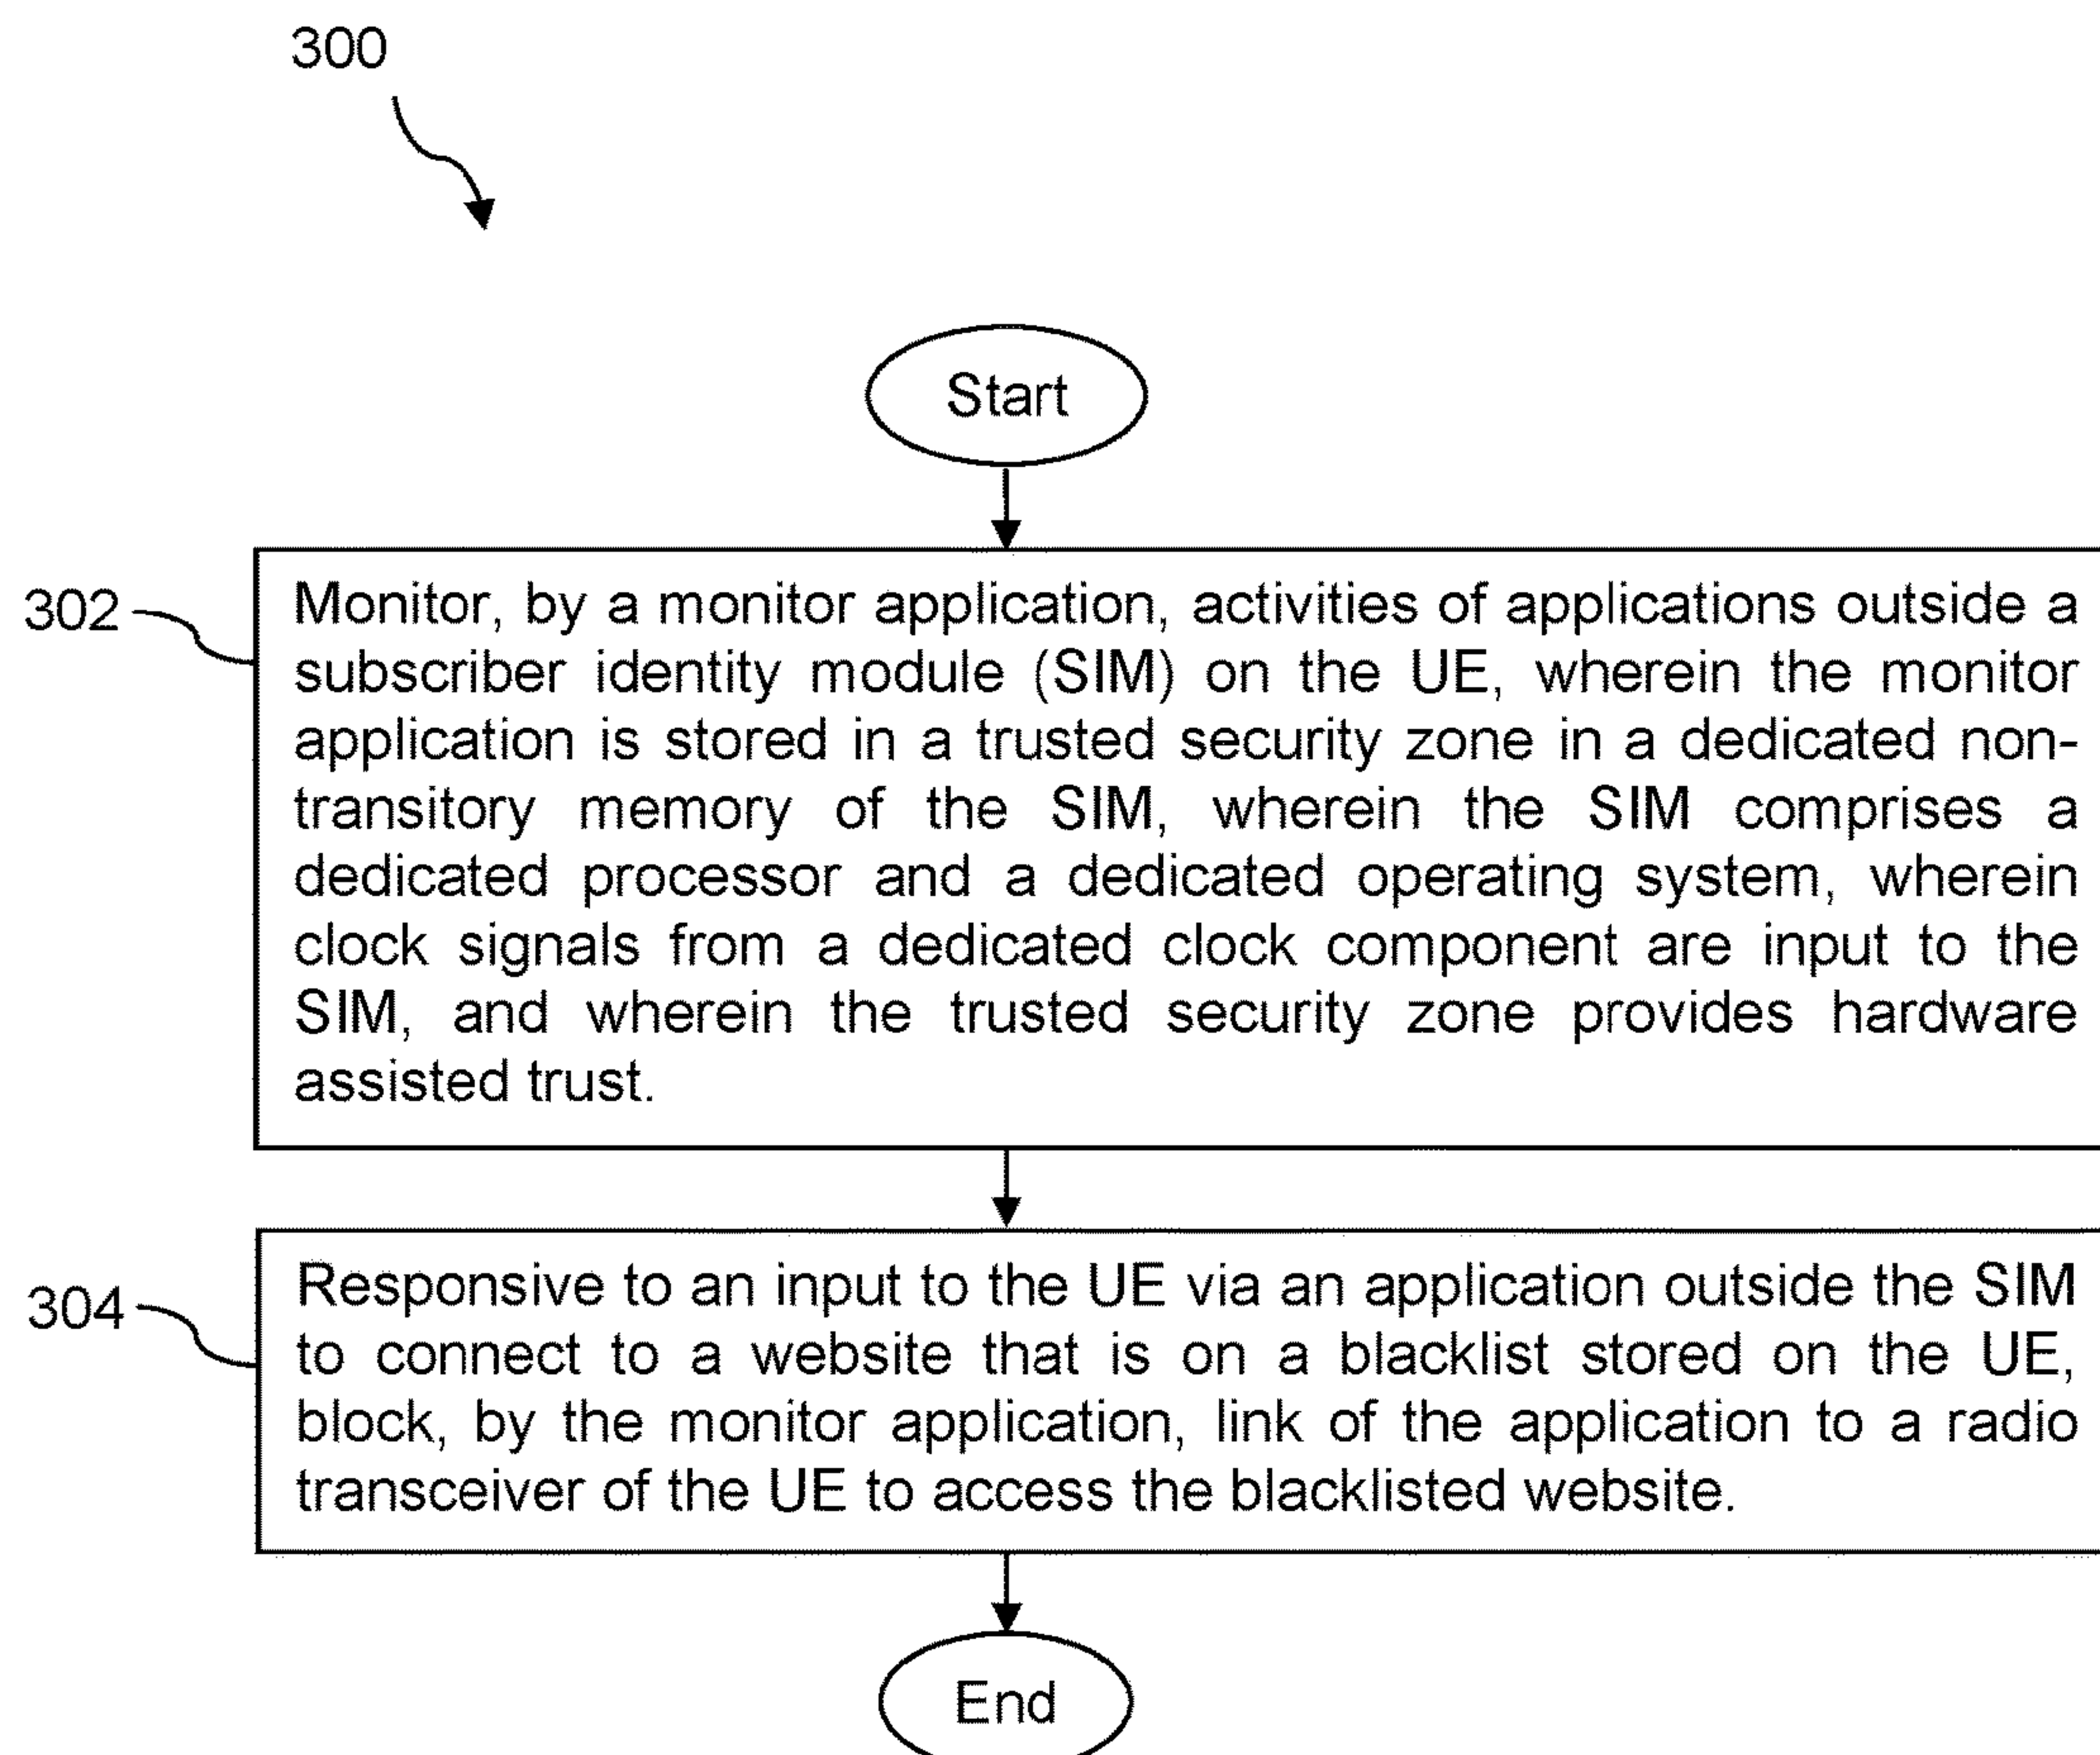 300
Start
302
Monitor, by a monitor application, activities of applications outside a
subscriber identity module (SIM) on the UE, wherein the monitor
application is stored in a trusted security zone in a dedicated non-
transitory memory of the SIM, wherein the SIM comprises a
dedicated processor and a dedicated operating system, wherein
clock signals from a dedicated clock component are input to the
SIM, and wherein the trusted security zone provides hardware
assisted trust.
304
Responsive to an input to the UE via an application outside the SIM
to connect to a website that is on a blacklist stored on the UE,
block, by the monitor application, link of the application to a radio
transceiver of the UE to access the blacklisted website.
End